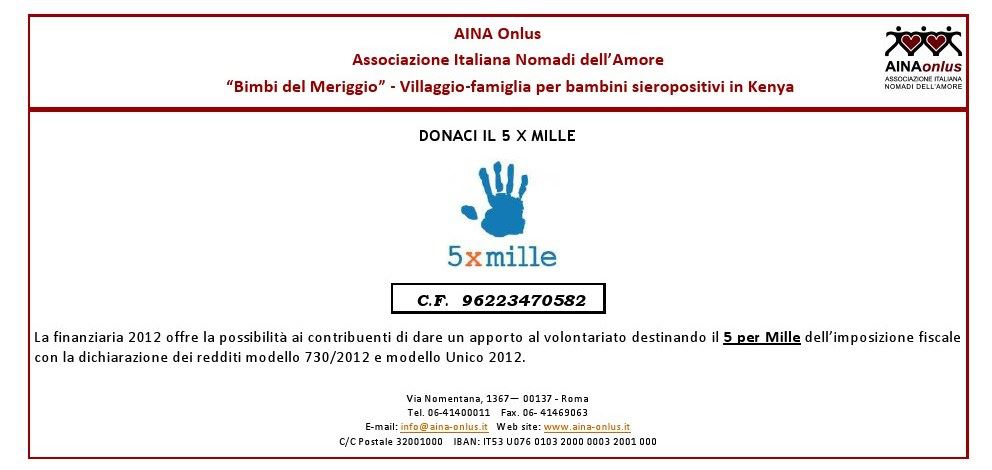 AINA Onlus
Associazione Italiana Nomadi dell’Amore
“Bimbi del Meriggio” - Villaggio-famiglia per bambini sieropositivi in Kenya
AINAonlus
ASSOCIAZIONE ITALIANA
NOMADI DELL'AMORE
DONACI IL 5 X MILLE
5xmille
C.F. 96223470582
La finanziaria 2012 offre la possibilità ai contribuenti di dare un apporto al volontariato destinando il 5 per Mille dell’imposizione fiscale
con la dichiarazione dei redditi modello 730/2012 e modello Unico 2012.
Via Nomentana, 1367— 00137 - Roma
Tel. 06-41400011 Fax. 06- 41469063
E-mail: info@aina-onlus.it Web site: www.aina-onlus.it
C/C Postale 32001000 IBAN: IT53 U076 0103 2000 0003 2001 000